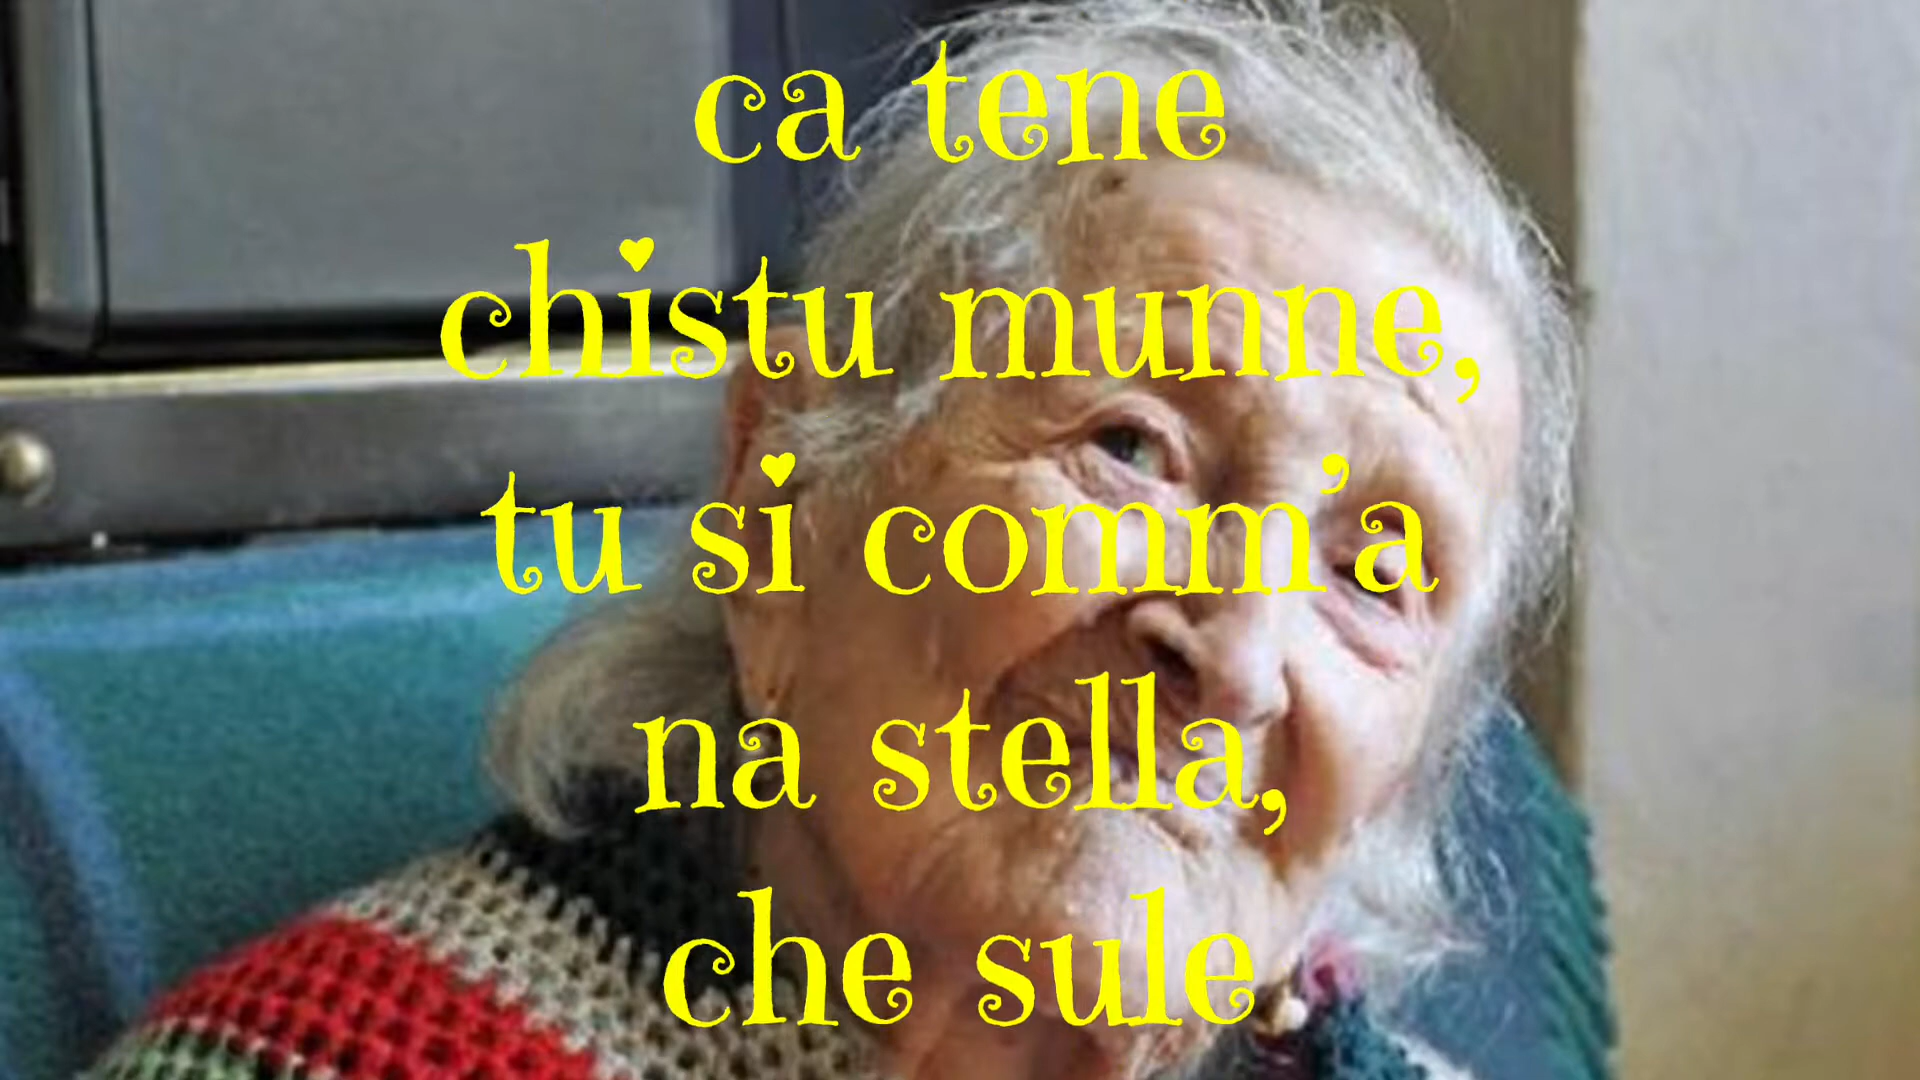 ca tene
chistu munne,
tu si comm'a
na stella,
che sule